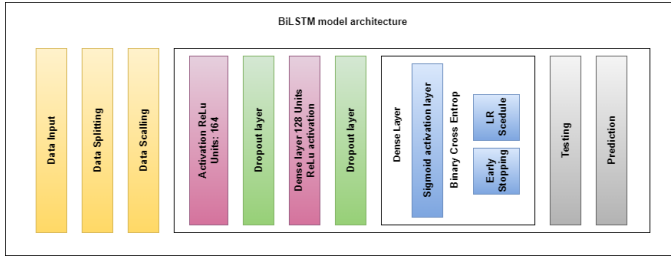 BiLSTM model architecture
Data Input
Data Splitting
Data Scalling
Activation ReLu
Units: 164
Dropout layer
Dense layer 128 Units
ReLu activation
Dropout layer
Dense Layer
Sigmoid activation layer
Binary Cross Entrop
LR
Scedule
Early
Stopping
Testing
Prediction